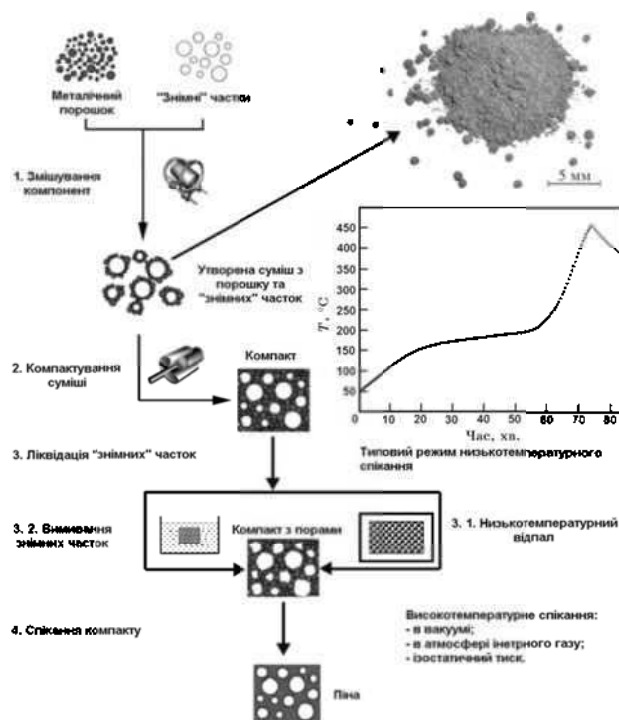 Металічний
порошок
"Знімні" частки
5 мм
1. Змішування
компонент
Утворена суміш з
порошку та
"знімних" часток
2. Компактування
суміші
Компакт
T, °C
450
400
350
300
250
200
150
100
50
0 10 20 30 40 50 60 70 80
Час, хв.
Типовий режим низькотемпературного
спікання
3. Ліквідація "знімних" часток
3. 2. Вимивання
знімних часток
Компакт з порами
3. 1. Низькотемпературний
відпал
4. Спікання компакту
Високотемпературне спікання:
- в вакуумі;
- в атмосфері інетрного газу;
- ізостатичний тиск.
Піна